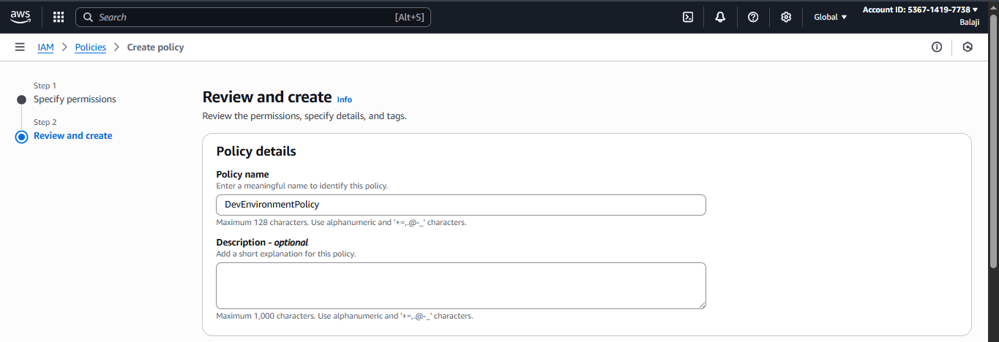 aws
Search [Alt+S]
Global
Account ID: 5367-1419-7738
Balaji
IAM > Policies > Create policy
Step 1
Specify permissions
Step 2
Review and create
Review and create Info
Review the permissions, specify details, and tags.
Policy details
Policy name
Enter a meaningful name to identify this policy.
DevEnvironmentPolicy
Maximum 128 characters. Use alphanumeric and '+=,.@-_' characters.
Description - optional
Add a short explanation for this policy.
Maximum 1,000 characters. Use alphanumeric and '+=,.@-_' characters.